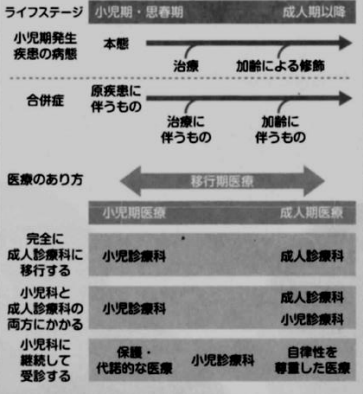 ライフステージ 小児期・思春期 成人期以降
小児期発生
疾患の病態
本態
治療 加齢による修飾
合併症
原疾患に
伴うもの
治療に
伴うもの
加齢に
伴うもの
医療のあり方 移行期医療
小児期医療 成人期医療
完全に
成人診療科に
移行する
小児診療科 成人診療科
小児科と
成人診療科の
両方にかかる
小児診療科
成人診療科
小児診療科
小児科に
継続して
受診する
保護・
代諾的な医療
小児診療科
自律性を
尊重した医療